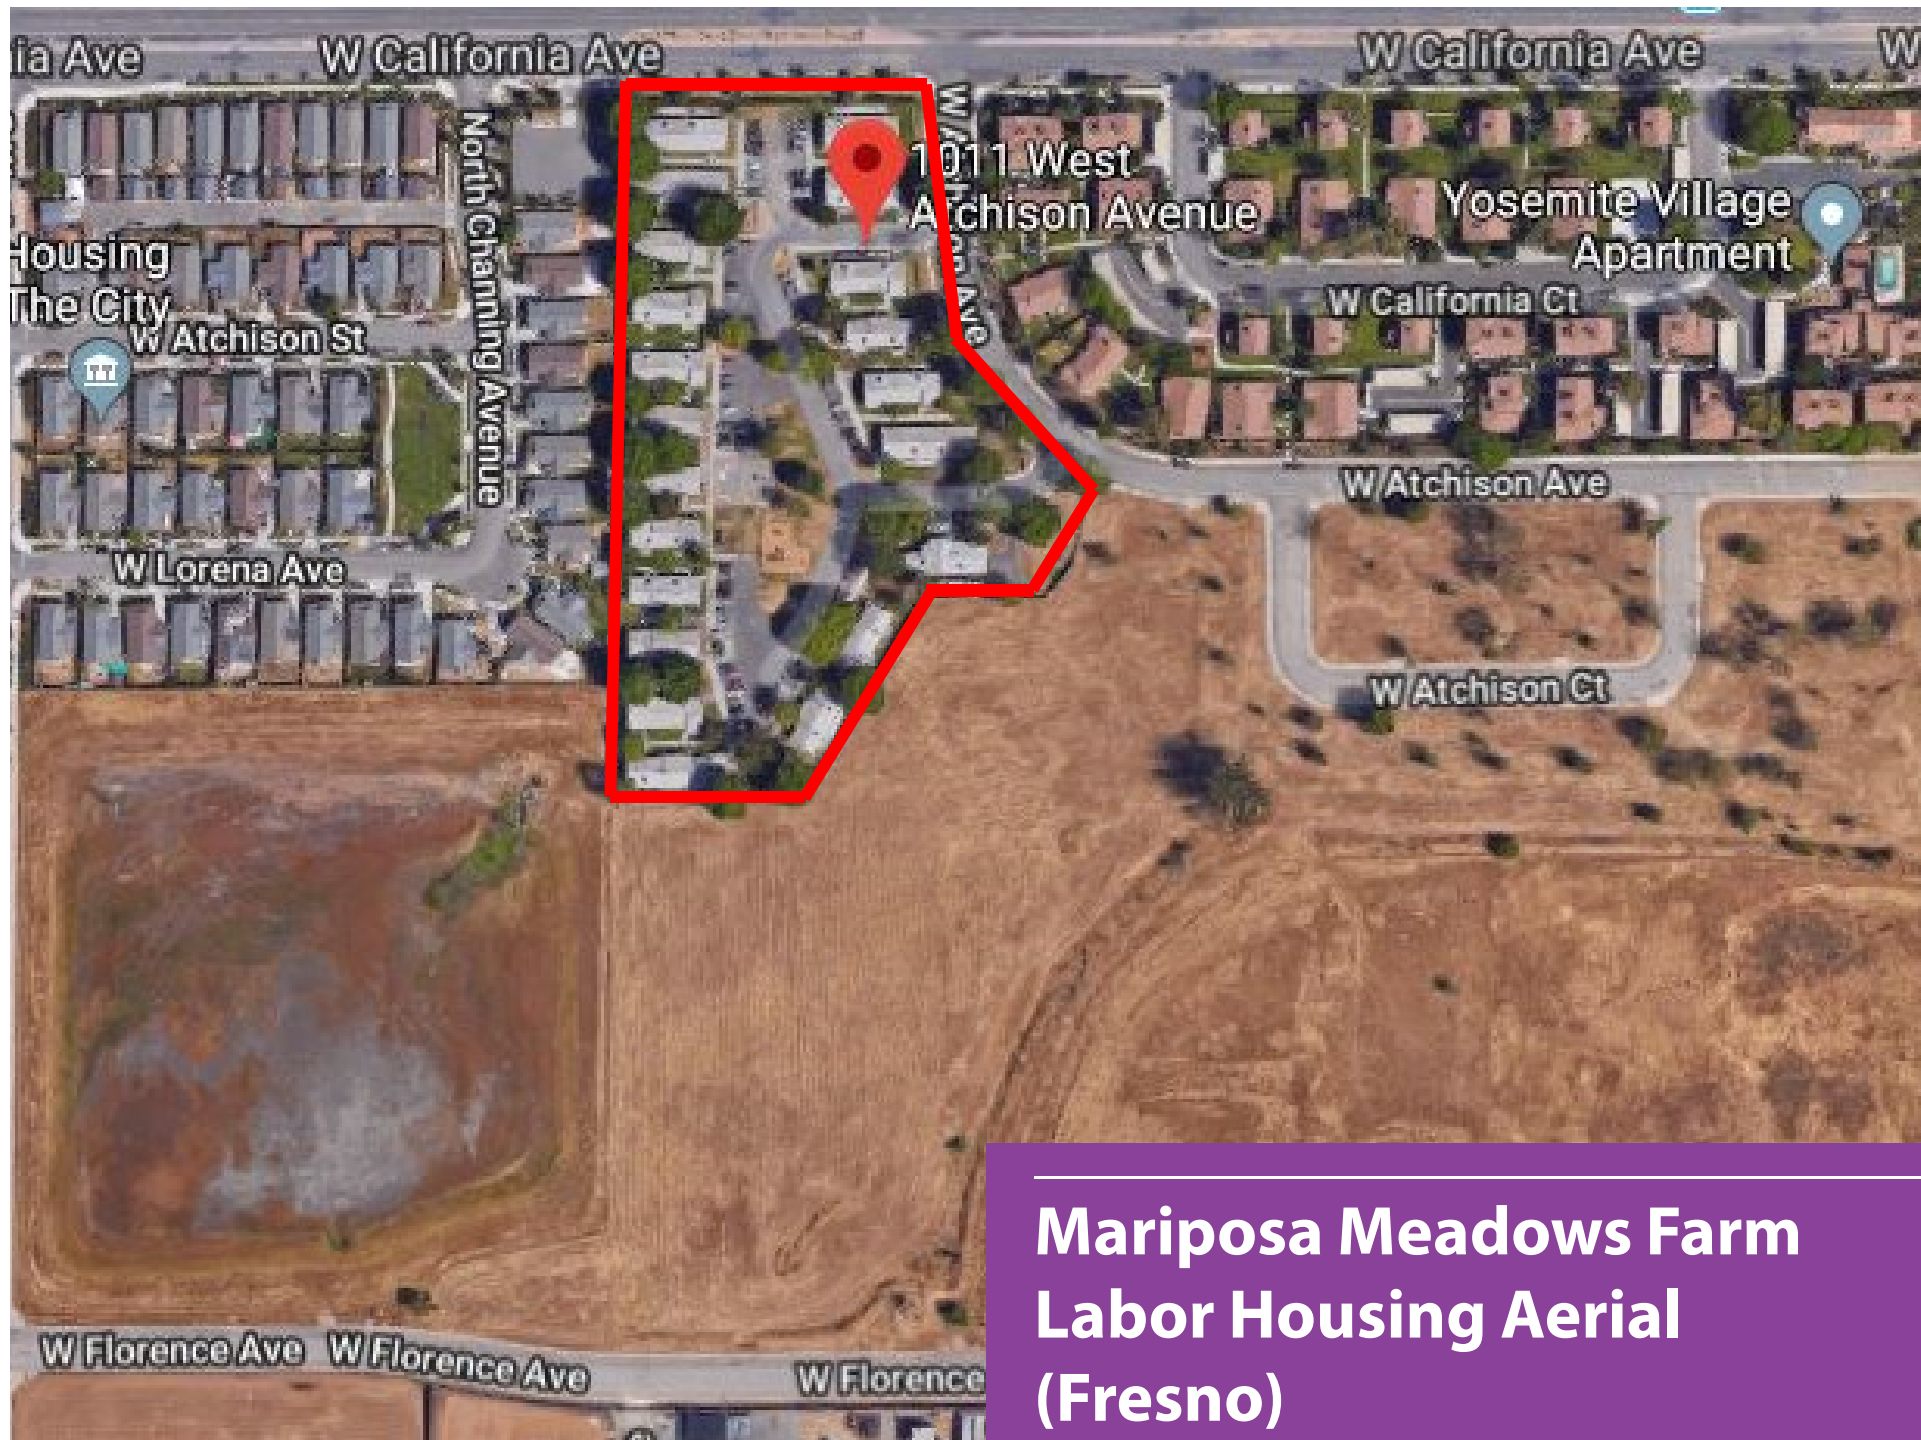 ia Ave
W California Ave
W California Ave
W
North Channing Avenue
1011 West
Atchison Avenue
Yosemite Village
Apartment
Housing
The City
W Atchison St
W California Ct
W Atchison Ave
W Lorena Ave
W Atchison Ct
W Florence Ave
W Florence Ave
W Florence
Mariposa Meadows Farm
Labor Housing Aerial
(Fresno)